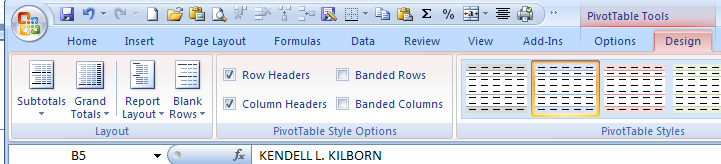 PivotTable Tools
Home Insert Page Layout Formulas Data Review View Add-Ins Options Design
Subtotals Grand Totals Report Layout Blank Rows
Row Headers Banded Rows
Column Headers Banded Columns
Layout PivotTable Style Options PivotTable Styles
B5 fx KENDELL L. KILBORN